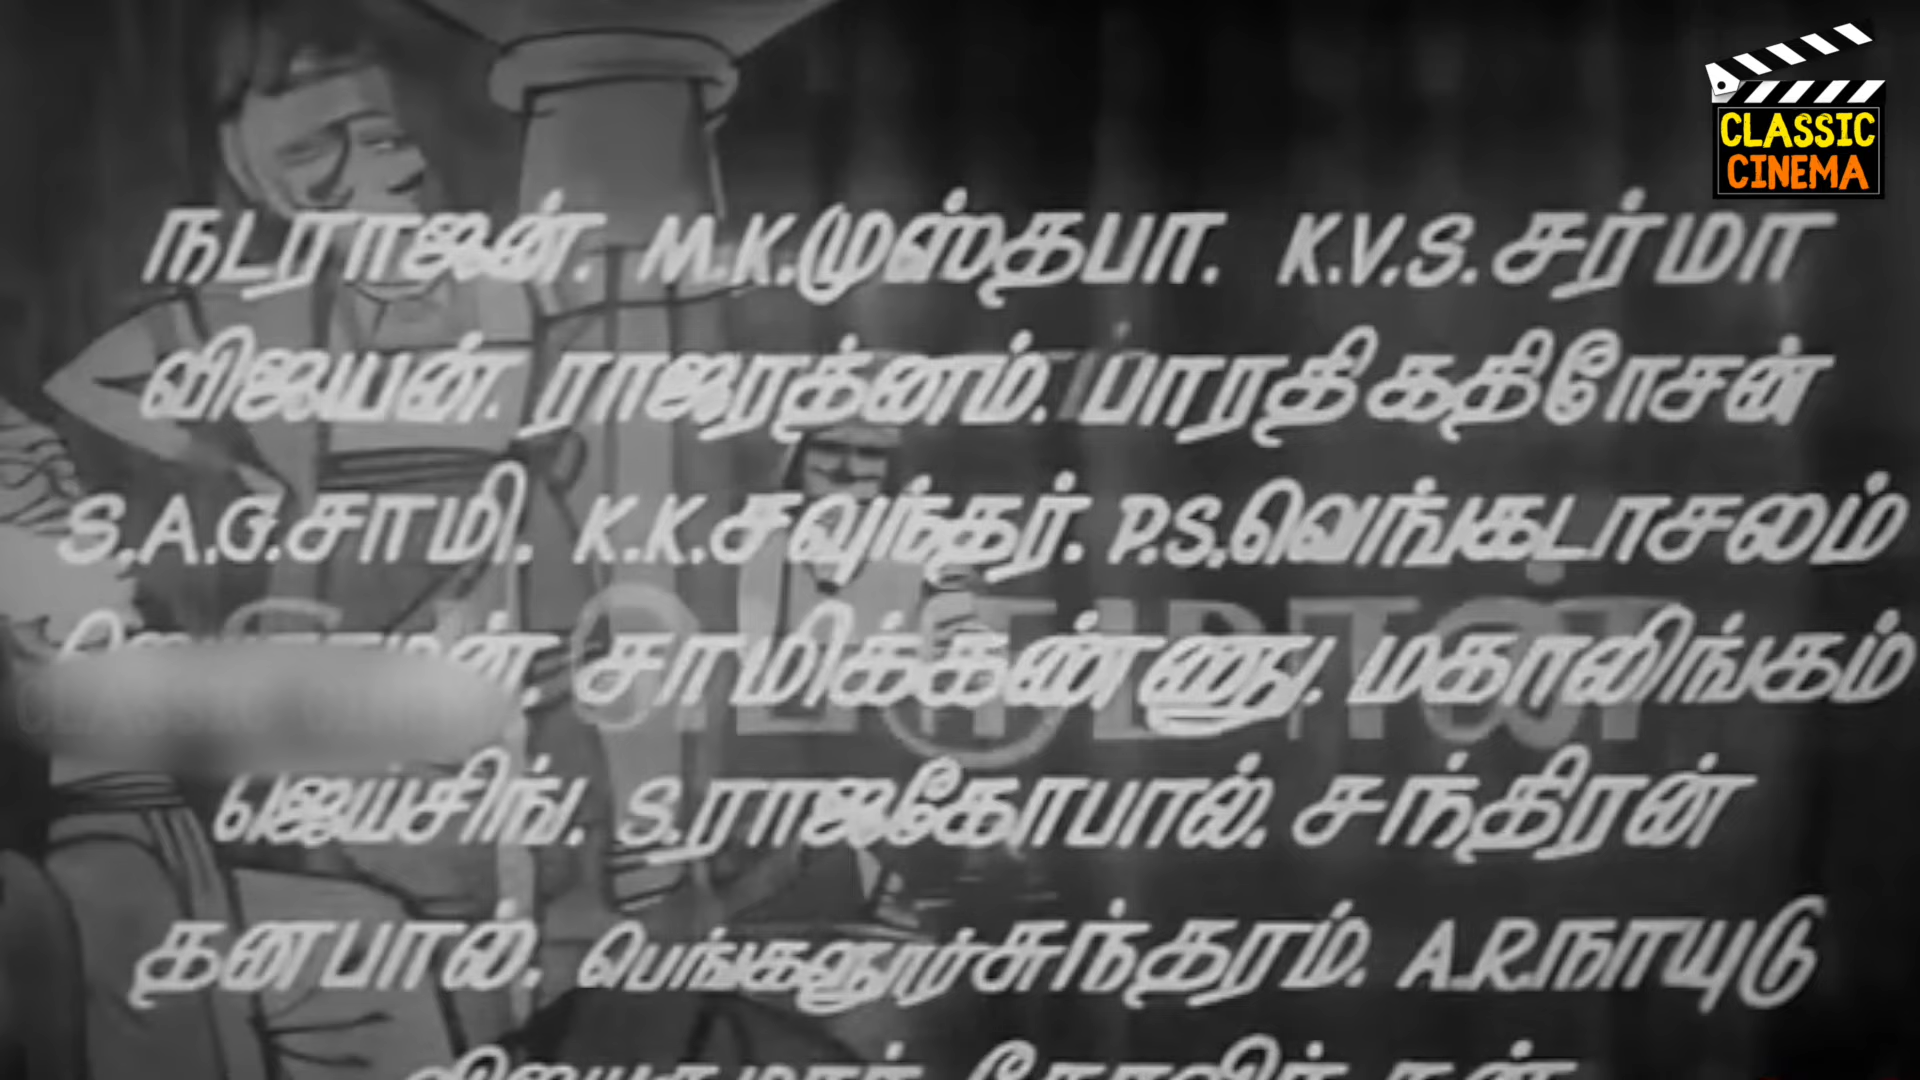 CLASSIC
CINEMA
நடராஜன். M.K.முஸ்தபா. K.V.S.சர்மா
விஜயன். ராஜரத்னம். பாரதிகதிரேசன்
S.A.G.சாமி. K.K.சவுந்தர். P.S.வெங்கடாசலம்
சாமிக்கண்ணு. மகாலிங்கம்
ஜெய்சிங். S.ராஜகோபால். சந்திரன்
தனபால். பெங்களூர்சுந்தரம். A.R.நாயுடு
விஜயகுமார்.